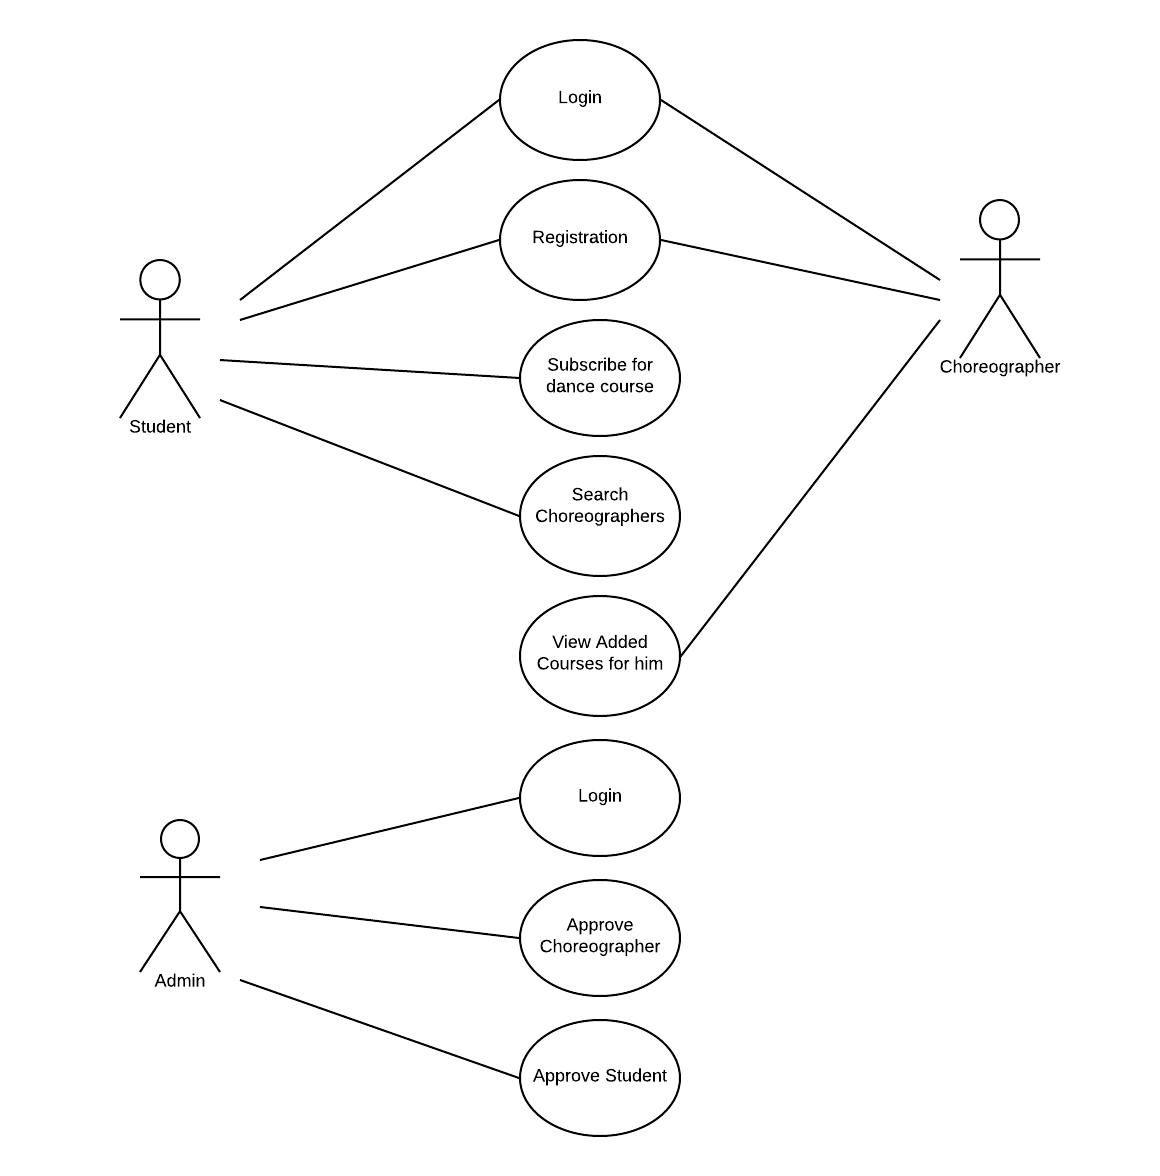 Login
Registration
Student
Choreographer
Subscribe for
dance course
Search
Choreographers
View Added
Courses for him
Login
Admin
Approve
Choreographer
Approve Student